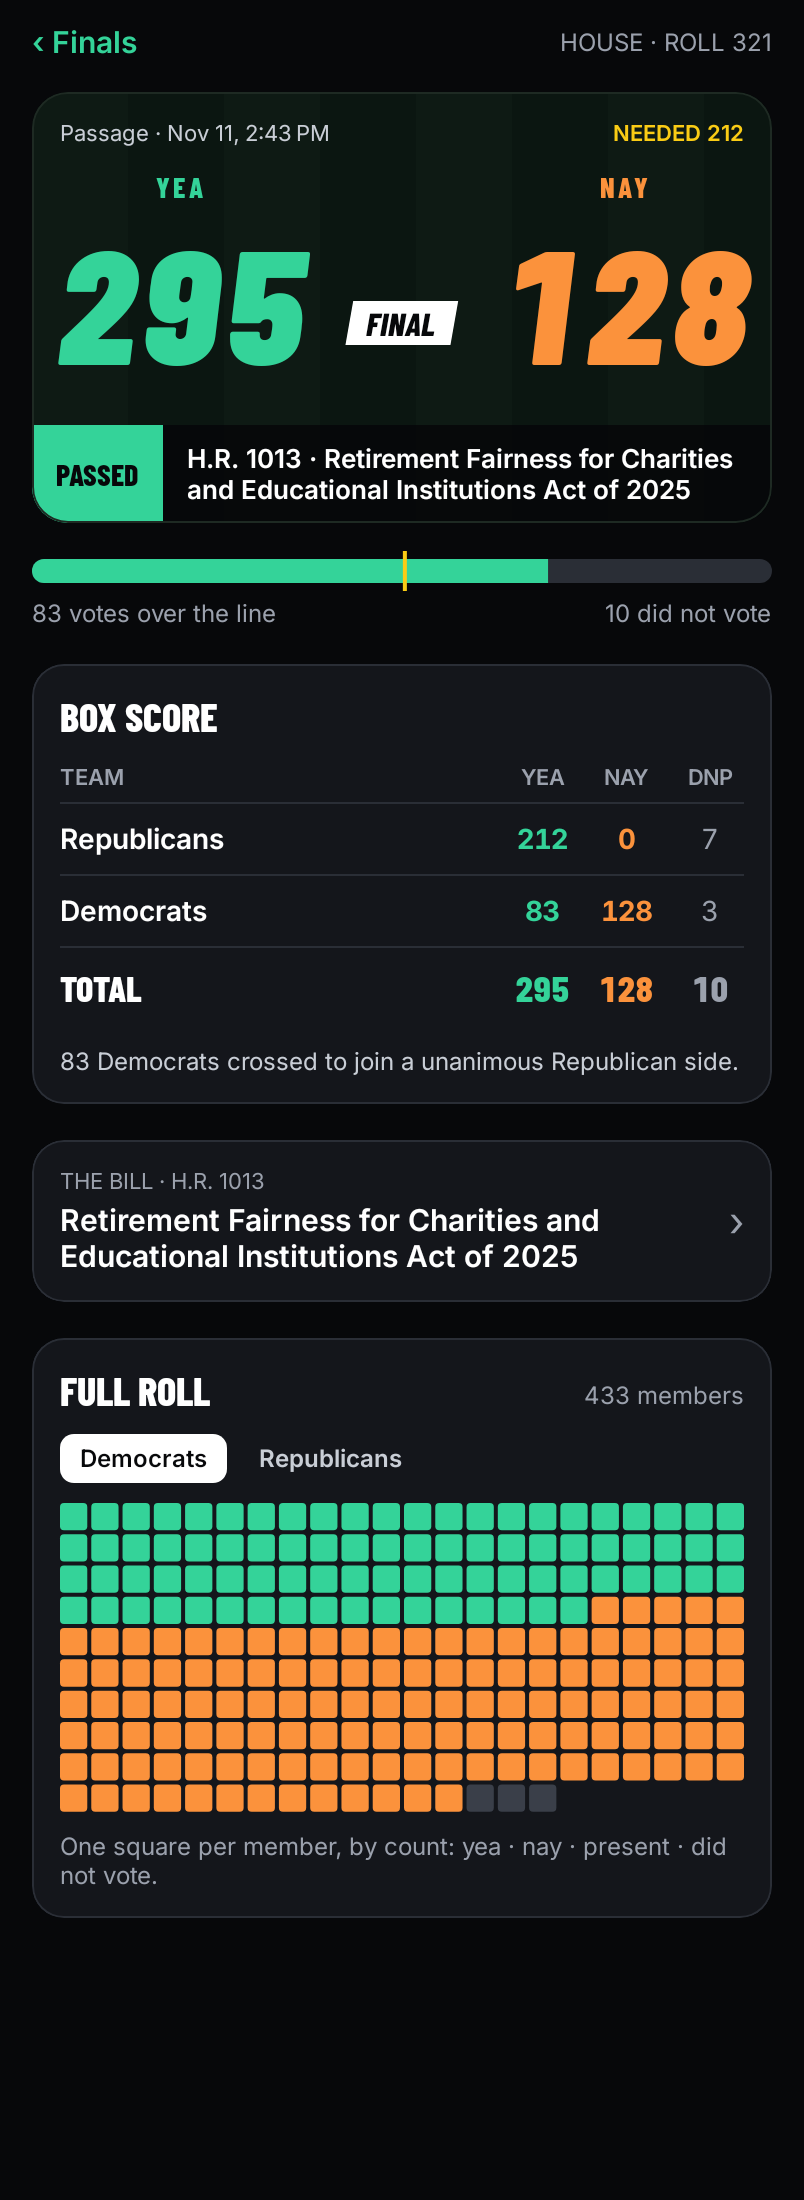 ‹ Finals
HOUSE · ROLL 321
Passage · Nov 11, 2:43 PM
NEEDED 212
YEA
NAY
295
FINAL
128
PASSED
H.R. 1013 · Retirement Fairness for Charities
and Educational Institutions Act of 2025
83 votes over the line
10 did not vote
BOX SCORE
TEAM YEA NAY DNP
Republicans 212 0 7
Democrats 83 128 3
TOTAL 295 128 10
83 Democrats crossed to join a unanimous Republican side.
THE BILL · H.R. 1013
Retirement Fairness for Charities and
Educational Institutions Act of 2025
›
FULL ROLL
433 members
Democrats
Republicans
One square per member, by count: yea · nay · present · did
not vote.